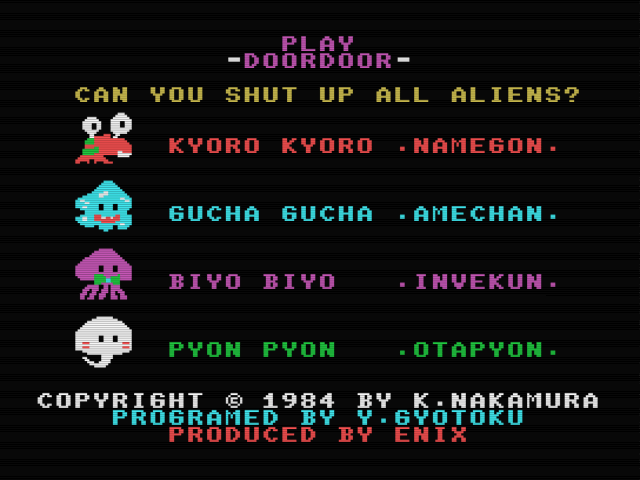 PLAY
-DOORDOOR-
CAN YOU SHUT UP ALL ALIENS?
KYORO KYORO .NAMEGON.
GUCHA GUCHA .AMECHAN.
BIYO BIYO .INVEKUN.
PYON PYON .OTAPYON.
COPYRIGHT © 1984 BY K.NAKAMURA
PROGRAMED BY Y.GYOTOKU
PRODUCED BY ENIX